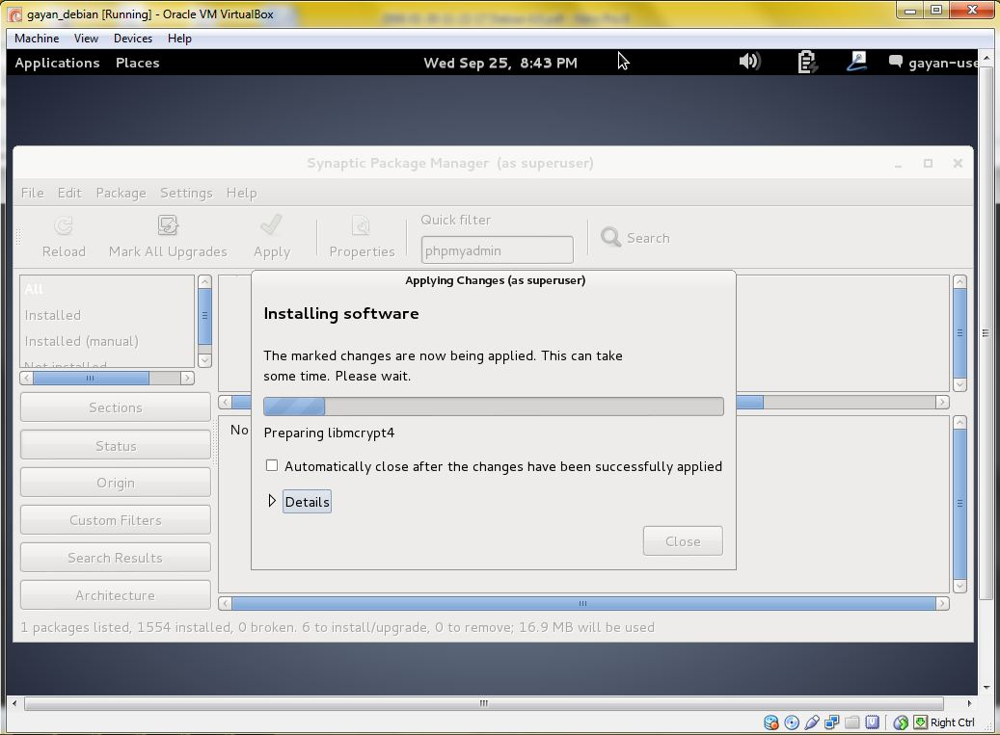 gayan_debian [Running] - Oracle VM VirtualBox
Machine View Devices Help
Applications Places Wed Sep 25, 8:43 PM gayan-use
Synaptic Package Manager (as superuser)
File Edit Package Settings Help
Quick filter
Reload Mark All Upgrades Apply Properties phpmyadmin Search
All
Installed
Installed (manual)
Not installed
Sections
Status
Origin
Custom Filters
Search Results
Architecture
No
Applying Changes (as superuser)
Installing software
The marked changes are now being applied. This can take
some time. Please wait.
Preparing libmcrypt4
Automatically close after the changes have been successfully applied
Details
Close
1 packages listed, 1554 installed, 0 broken. 6 to install/upgrade, 0 to remove; 16.9 MB will be used
Right Ctrl